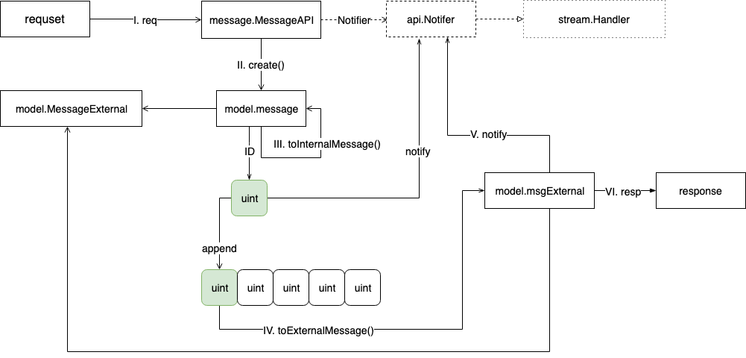 requset
I. req
message.MessageAPI
Notifier
api.Notifer
stream.Handler
II. create()
model.MessageExternal
model.message
III. toInternalMessage()
ID
notify
V. notify
uint
model.msgExternal
VI. resp
response
append
uint
uint
uint
uint
uint
IV. toExternalMessage()